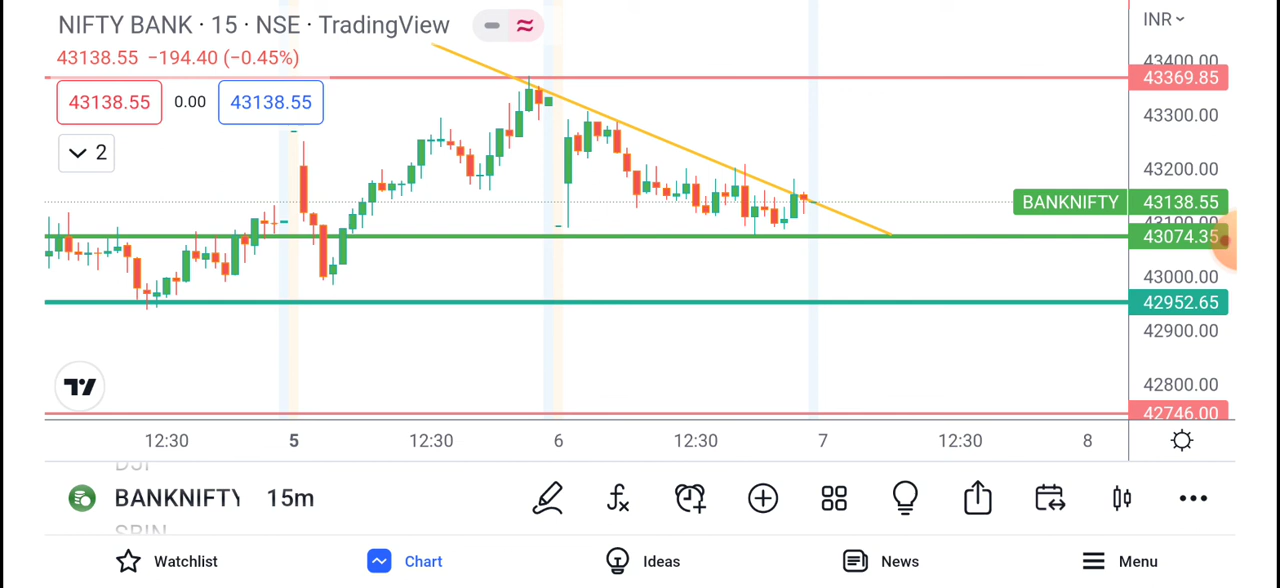 NIFTY BANK · 15 · NSE · TradingView
INR
43138.55 −194.40 (−0.45%)
43138.55 0.00 43138.55
2
43400.00
43369.85
43300.00
43200.00
BANKNIFTY 43138.55
43100.00
43074.35
43000.00
42952.65
42900.00
42800.00
42746.00
12:30 5 12:30 6 12:30 7 12:30 8
DJI
BANKNIFTY 15m
SBIN
Watchlist Chart Ideas News Menu